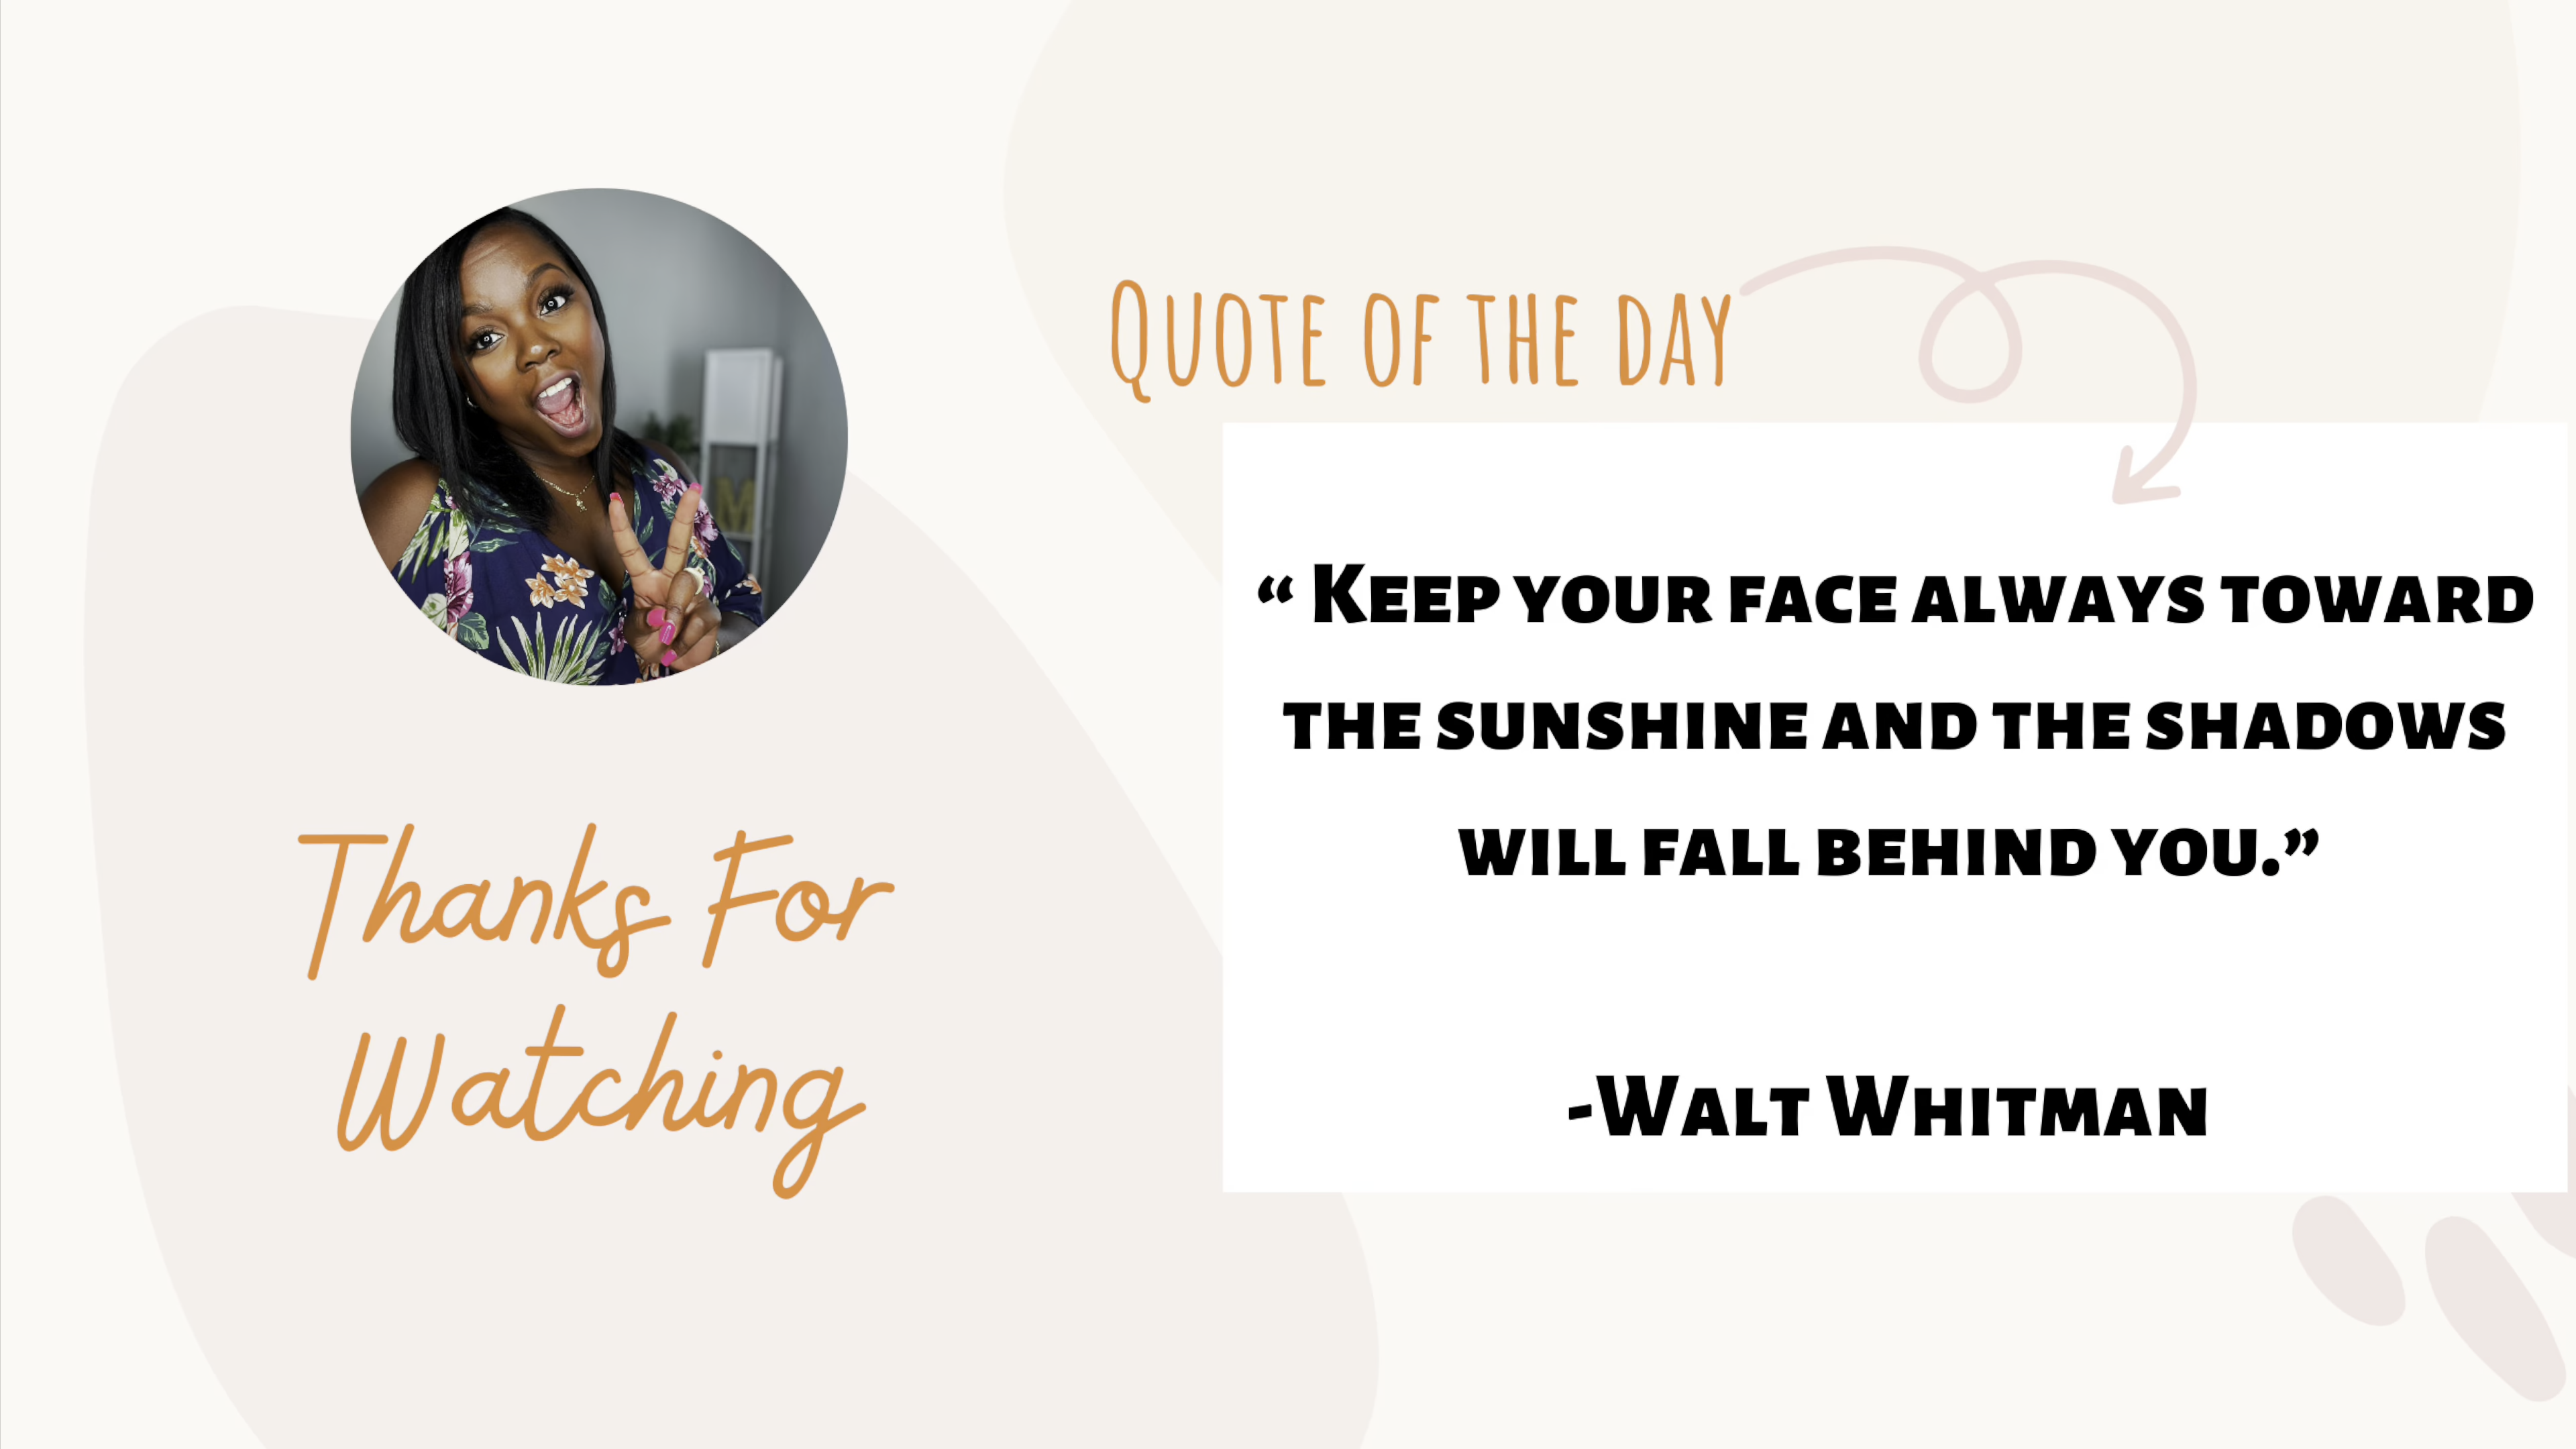 Quote of the day
“ Keep your face always toward
the sunshine and the shadows
will fall behind you.”
-Walt Whitman
Thanks For
Watching
M